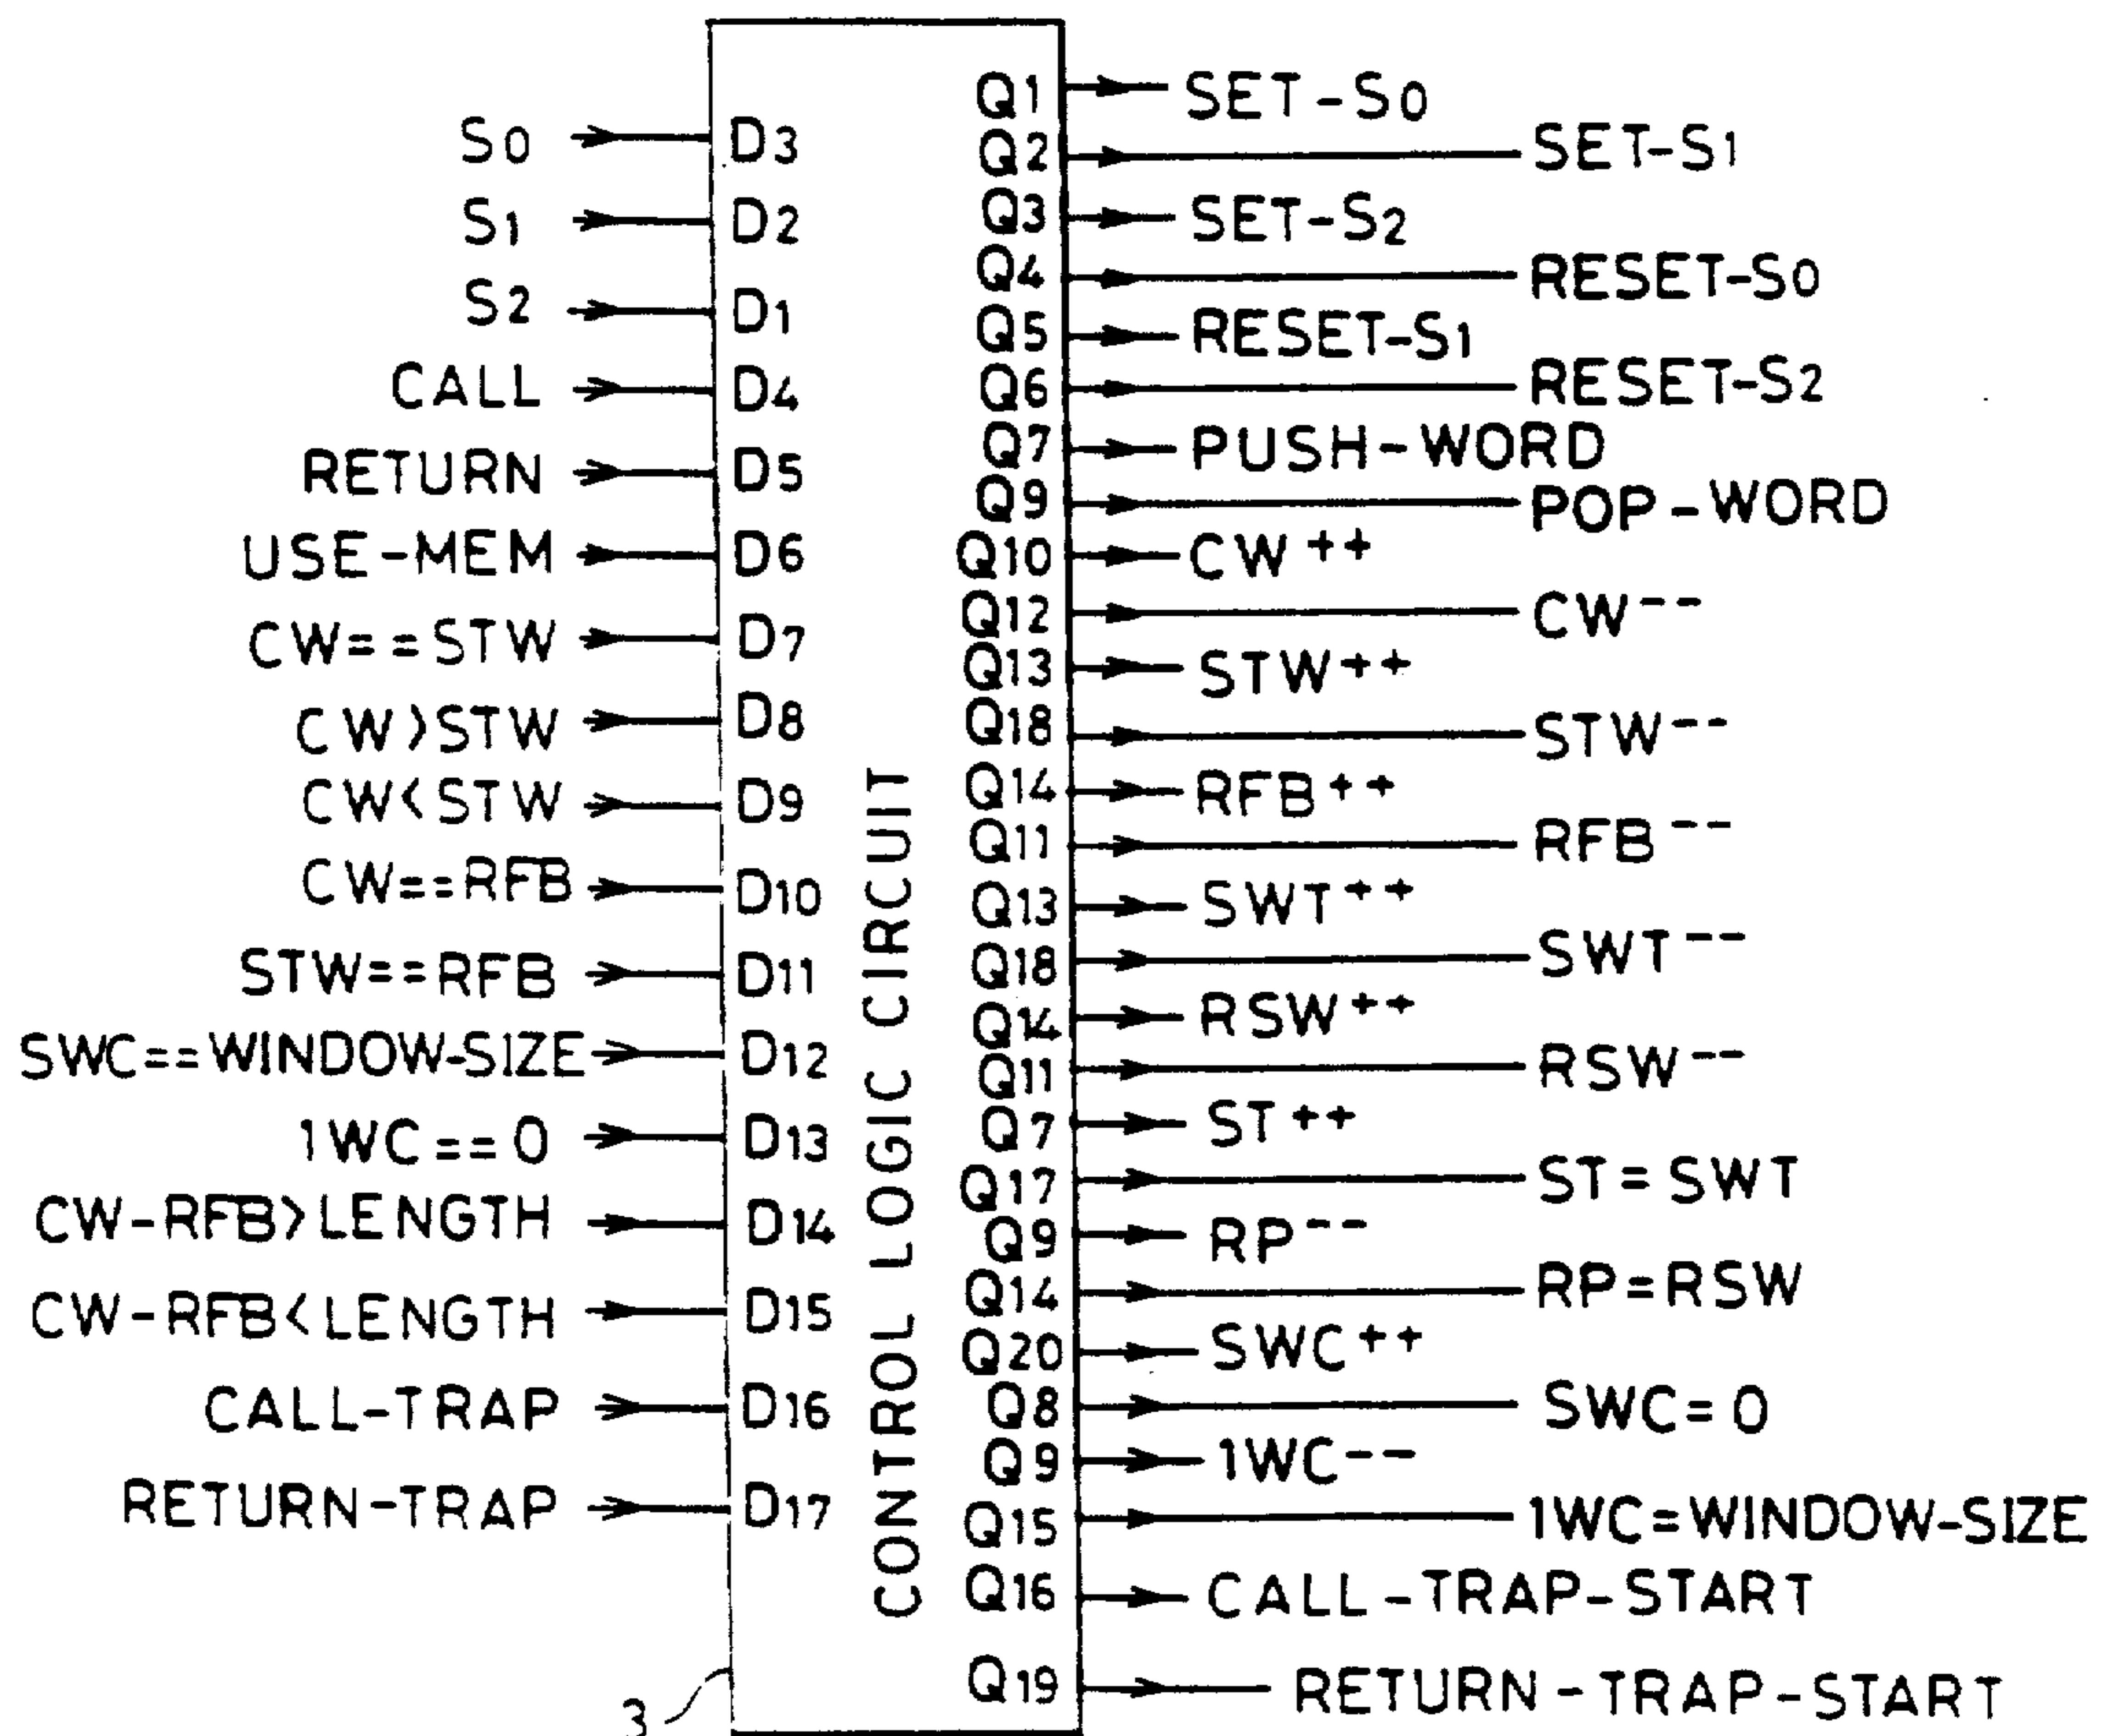 S0 D3
S1 D2
S2 D1
CALL D4
RETURN D5
USE-MEM D6
CW==STW D7
CW>STW D8
CW<STW D9
CW==RFB D10
STW==RFB D11
SWC==WINDOW-SIZE D12
1WC==0 D13
CW-RFB>LENGTH D14
CW-RFB<LENGTH D15
CALL-TRAP D16
RETURN-TRAP D17
CONTROL LOGIC CIRCUIT
Q1 SET-S0
Q2 SET-S1
Q3 SET-S2
Q4 RESET-S0
Q5 RESET-S1
Q6 RESET-S2
Q7 PUSH-WORD
Q9 POP-WORD
Q10 CW++
Q12 CW--
Q13 STW++
Q18 STW--
Q14 RFB++
Q11 RFB--
Q13 SWT++
Q18 SWT--
Q14 RSW++
Q11 RSW--
Q7 ST++
Q17 ST=SWT
Q9 RP--
Q14 RP=RSW
Q20 SWC++
Q8 SWC=0
Q9 1WC--
Q15 1WC=WINDOW-SIZE
Q16 CALL-TRAP-START
Q19 RETURN-TRAP-START
3